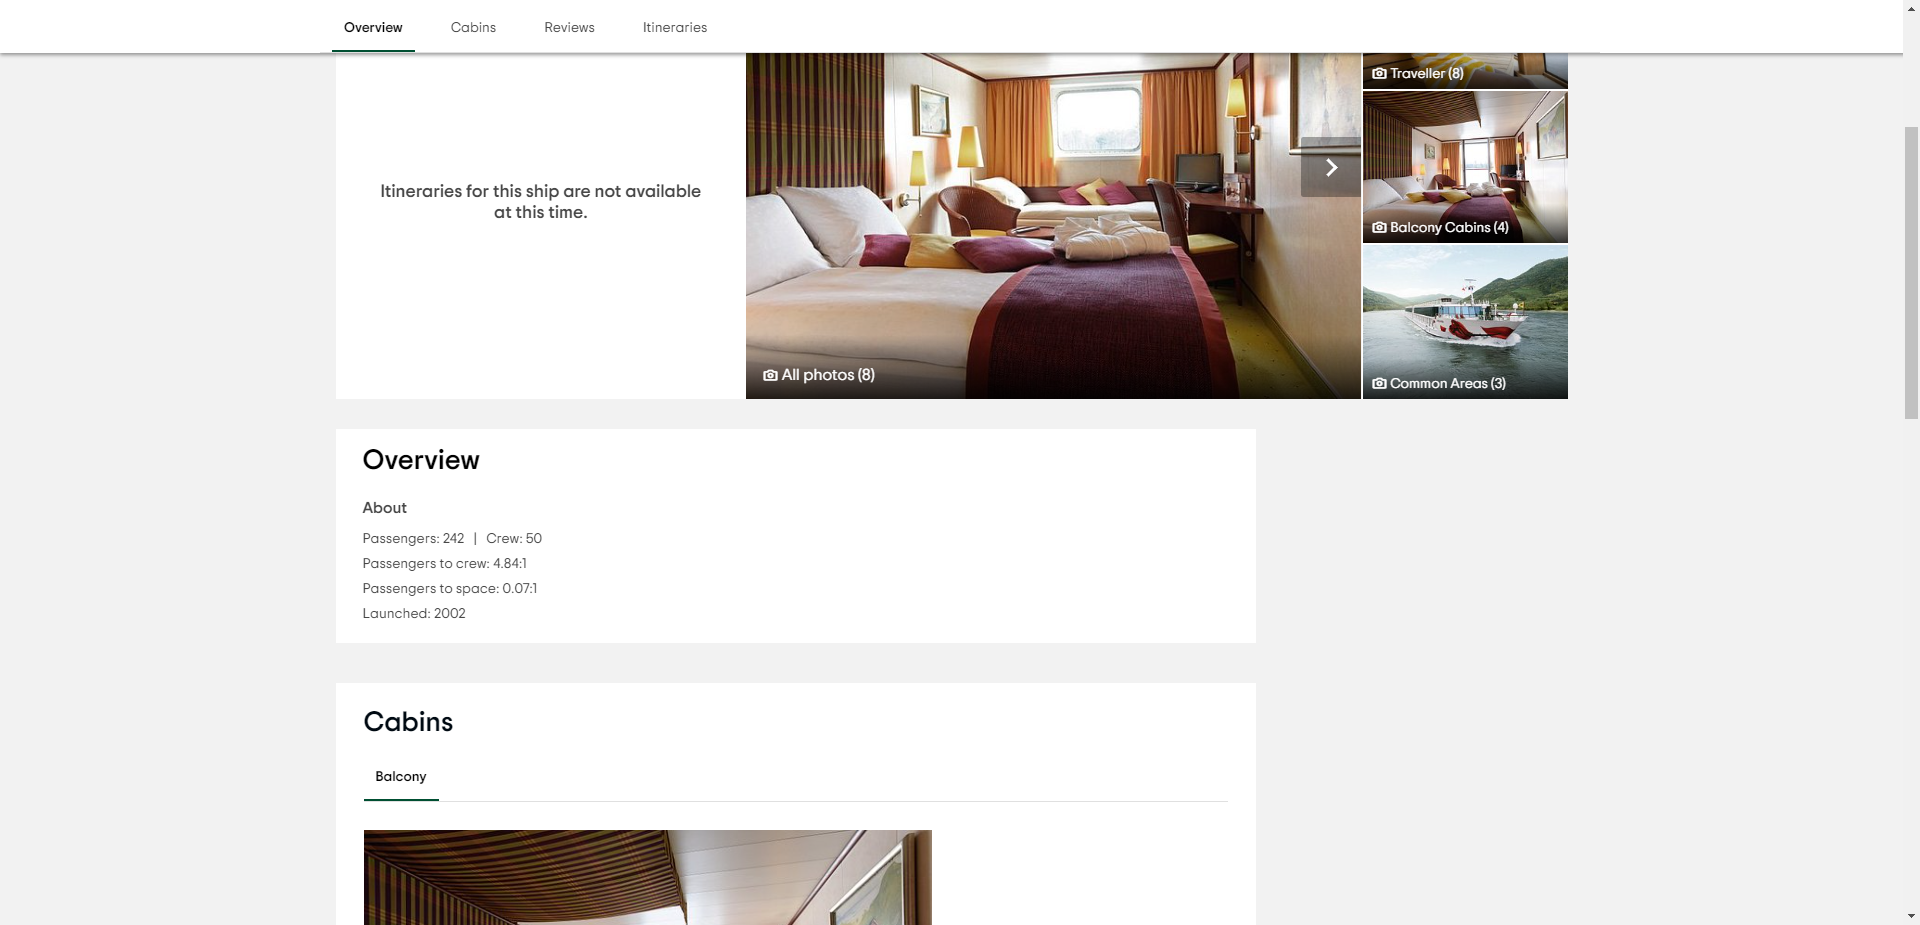 Overview
Cabins
Reviews
Itineraries
Itineraries for this ship are not available
at this time.
All photos (8)
Traveller (8)
Balcony Cabins (4)
Common Areas (3)
Overview
About
Passengers: 242 | Crew: 50
Passengers to crew: 4.84:1
Passengers to space: 0.07:1
Launched: 2002
Cabins
Balcony